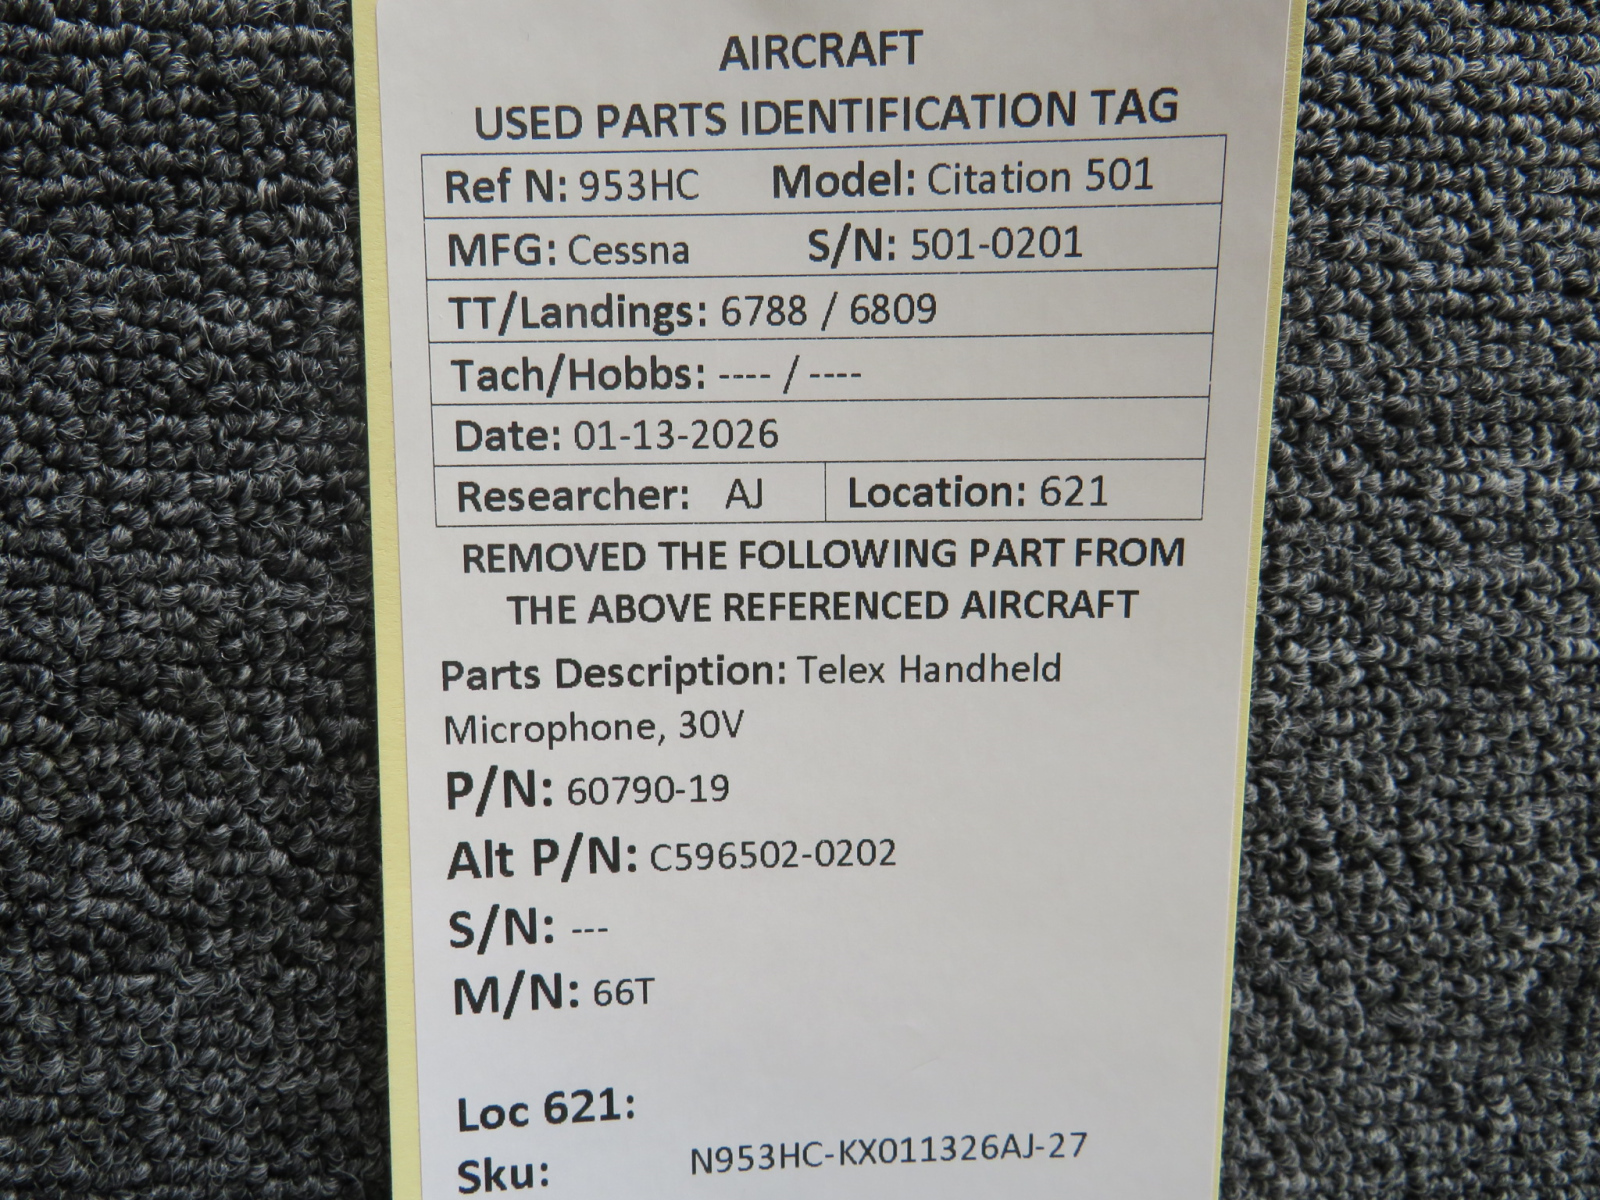 AIRCRAFT
USED PARTS IDENTIFICATION TAG
Ref N: 953HC Model: Citation 501
MFG: Cessna S/N: 501-0201
TT/Landings: 6788 / 6809
Tach/Hobbs: ---- / ----
Date: 01-13-2026
Researcher: AJ Location: 621
REMOVED THE FOLLOWING PART FROM
THE ABOVE REFERENCED AIRCRAFT
Parts Description: Telex Handheld
Microphone, 30V
P/N: 60790-19
Alt P/N: C596502-0202
S/N: ---
M/N: 66T
Loc 621:
Sku: N953HC-KX011326AJ-27